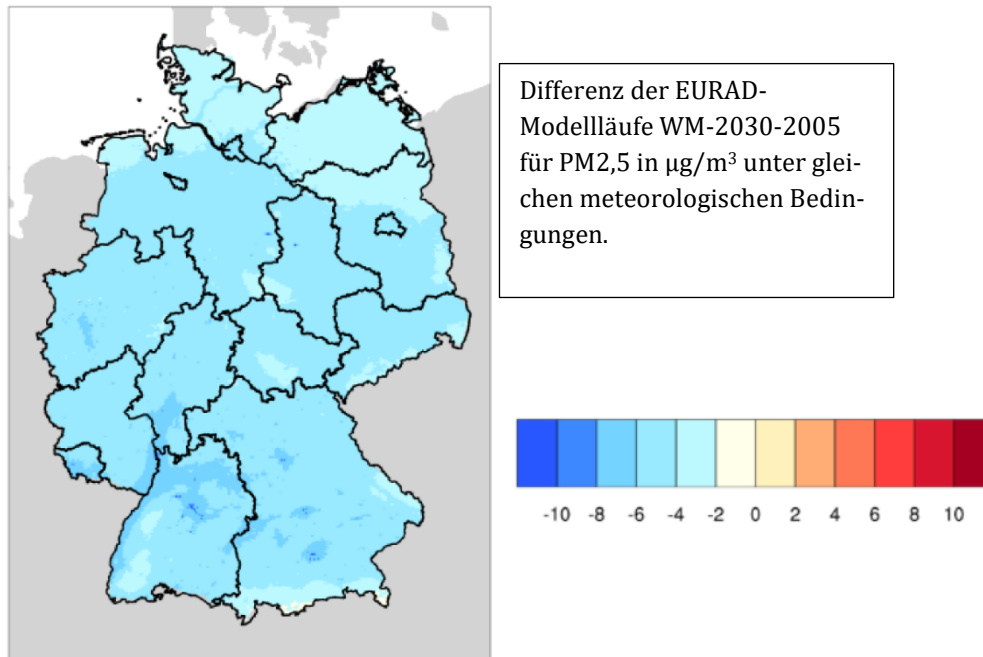 Differenz der EURAD-
Modellläufe WM-2030-2005
für PM2,5 in µg/m³ unter glei-
chen meteorologischen Bedin-
gungen.
-10 -8 -6 -4 -2 0 2 4 6 8 10